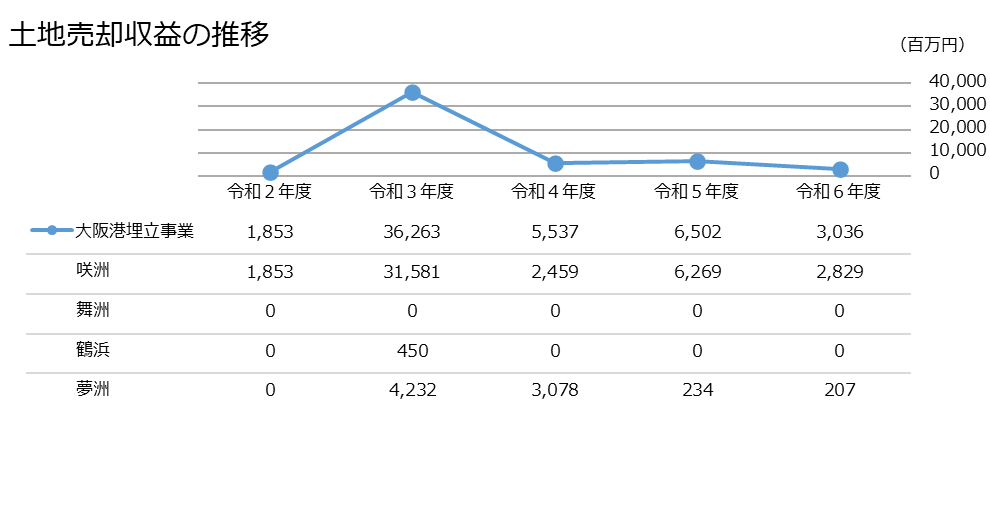 土地売却収益の推移
（百万円）
40,000
30,000
20,000
10,000
0
令和２年度 令和３年度 令和４年度 令和５年度 令和６年度
大阪港埋立事業 1,853 36,263 5,537 6,502 3,036
咲洲 1,853 31,581 2,459 6,269 2,829
舞洲 0 0 0 0 0
鶴浜 0 450 0 0 0
夢洲 0 4,232 3,078 234 207